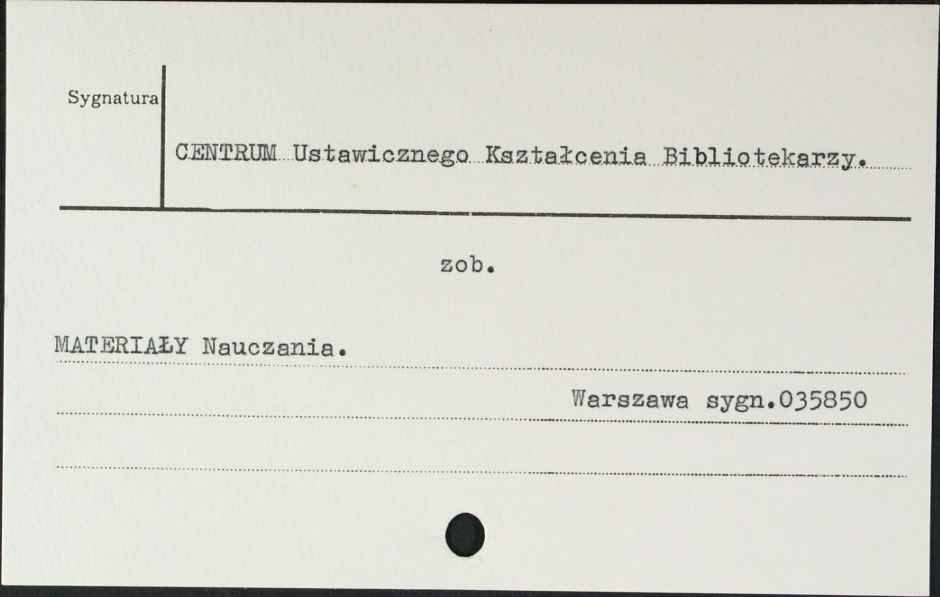 Sygnatura
CENTRUM Ustawicznego Kształcenia Bibliotekarzy.
zob.
MATERIAŁY Nauczania.
Warszawa sygn.035850